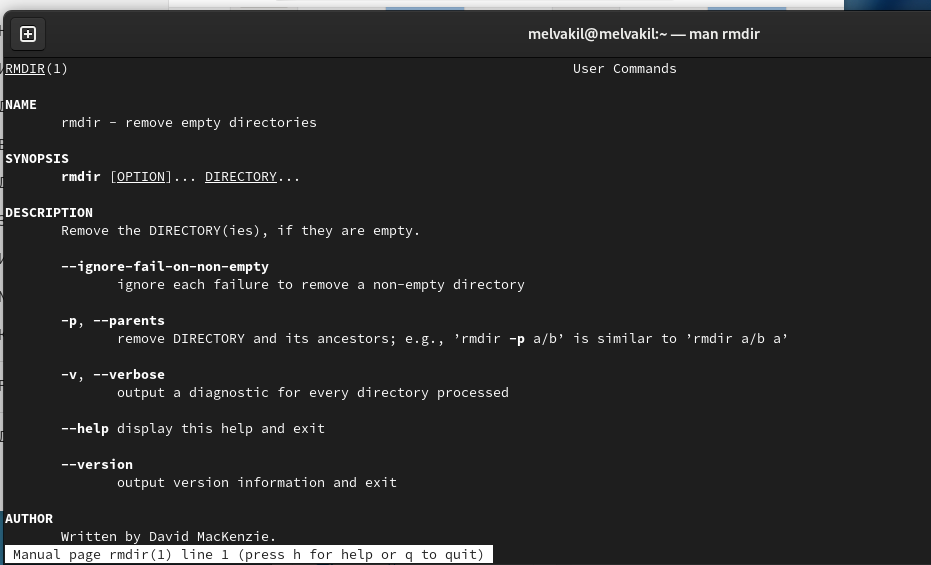 melvakil@melvakil:~ — man rmdir
RMDIR(1) User Commands
NAME
rmdir - remove empty directories
SYNOPSIS
rmdir [OPTION]... DIRECTORY...
DESCRIPTION
Remove the DIRECTORY(ies), if they are empty.
--ignore-fail-on-non-empty
ignore each failure to remove a non-empty directory
-p, --parents
remove DIRECTORY and its ancestors; e.g., ’rmdir -p a/b’ is similar to ’rmdir a/b a’
-v, --verbose
output a diagnostic for every directory processed
--help display this help and exit
--version
output version information and exit
AUTHOR
Written by David MacKenzie.
Manual page rmdir(1) line 1 (press h for help or q to quit)